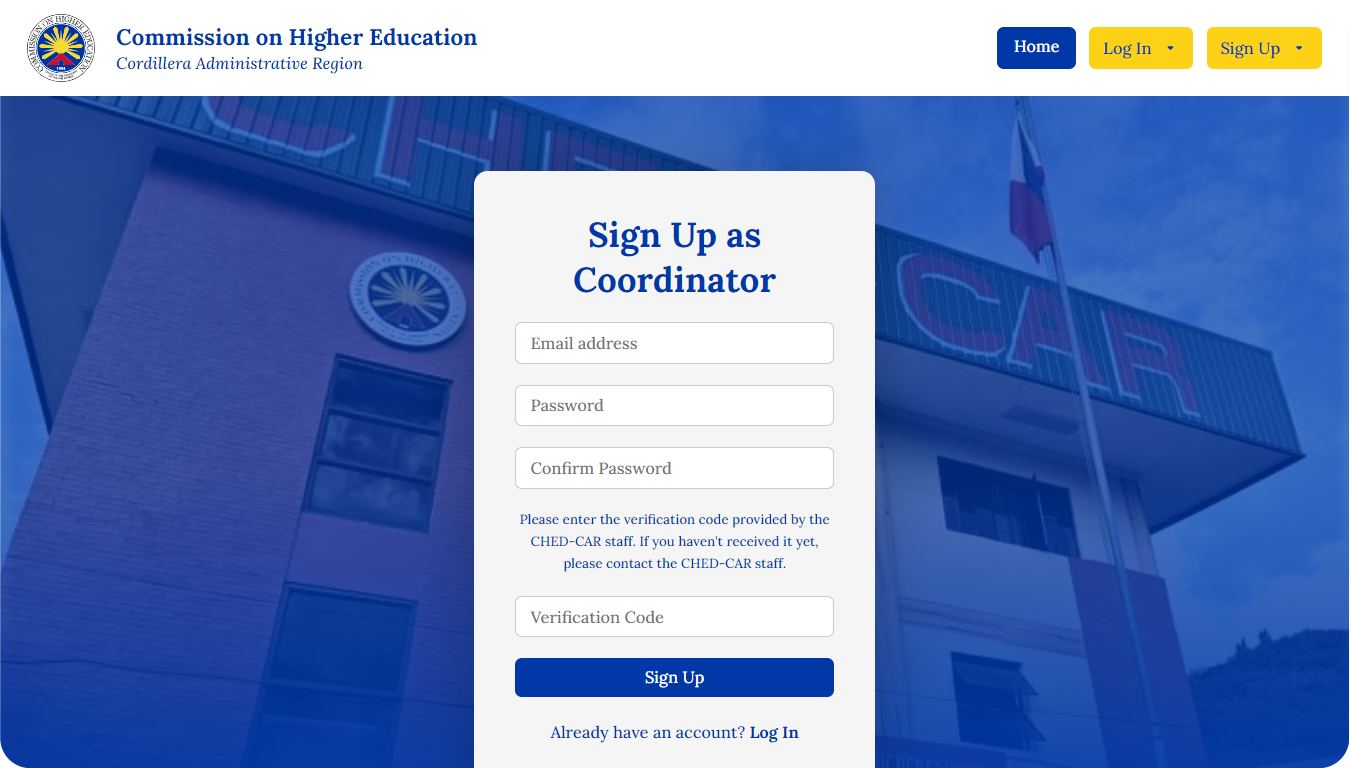 Commission on Higher Education
Cordillera Administrative Region
Home
Log In
Sign Up
CHE
CAR
Sign Up as
Coordinator
Email address
Password
Confirm Password
Please enter the verification code provided by the
CHED-CAR staff. If you haven't received it yet,
please contact the CHED-CAR staff.
Verification Code
Sign Up
Already have an account? Log In